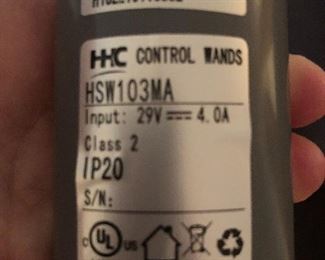 HHC CONTROL WANDS
HSW103MA
Input: 29V ⎓ 4.0A
Class 2
IP20
S/N:
c UL us